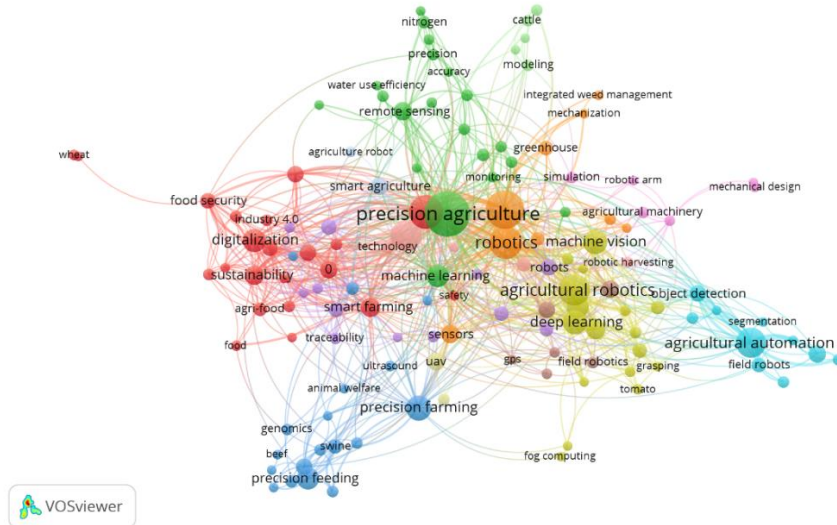 nitrogen
cattle
precision
modeling
accuracy
water use efficiency
integrated weed management
remote sensing
mechanization
agriculture robot
greenhouse
wheat
smart agriculture
monitoring
simulation
robotic arm
mechanical design
food security
industry 4.0
precision agriculture
agricultural machinery
digitalization
technology
robotics
machine vision
sustainability
0
machine learning
robots
robotic harvesting
agri-food
smart farming
safety
agricultural robotics
object detection
food
traceability
sensors
deep learning
segmentation
agricultural automation
ultrasound
uav
gps
field robotics
grasping
field robots
animal welfare
tomato
precision farming
genomics
swine
beef
fog computing
precision feeding
VOSviewer